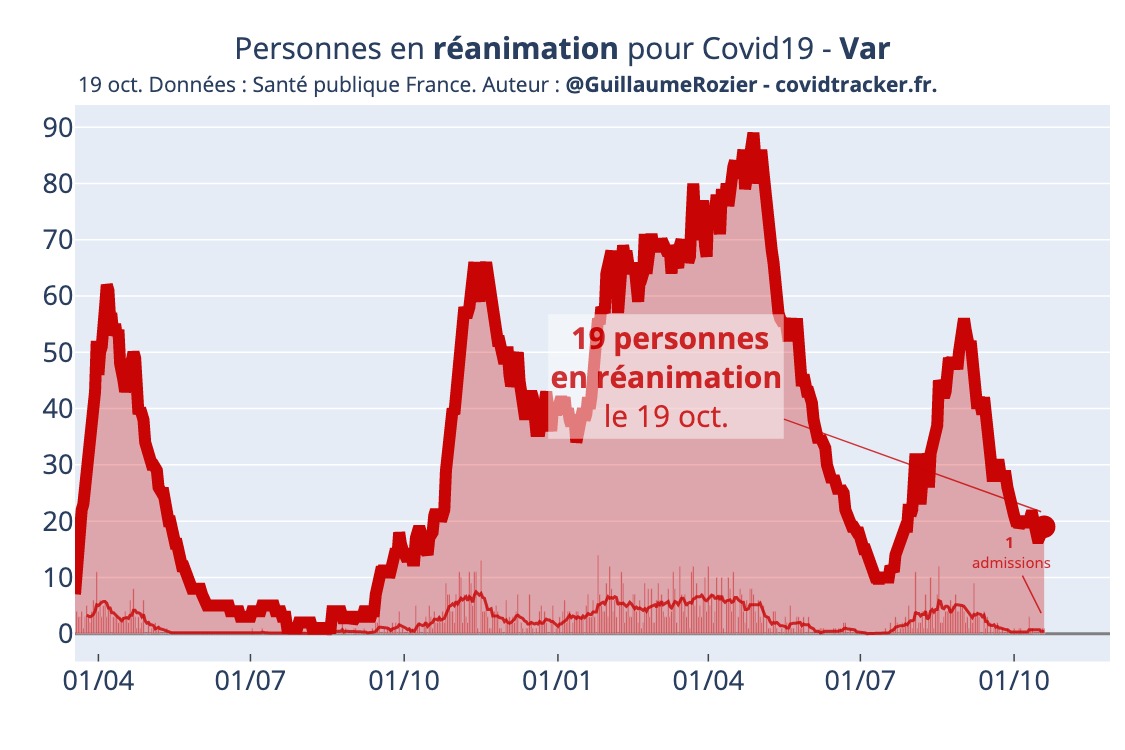 Personnes en réanimation pour Covid19 - Var
19 oct. Données : Santé publique France. Auteur : @GuillaumeRozier - covidtracker.fr.
90
80
70
60
50
40
30
20
10
0
19 personnes
en réanimation
le 19 oct.
1
admissions
01/04 01/07 01/10 01/01 01/04 01/07 01/10